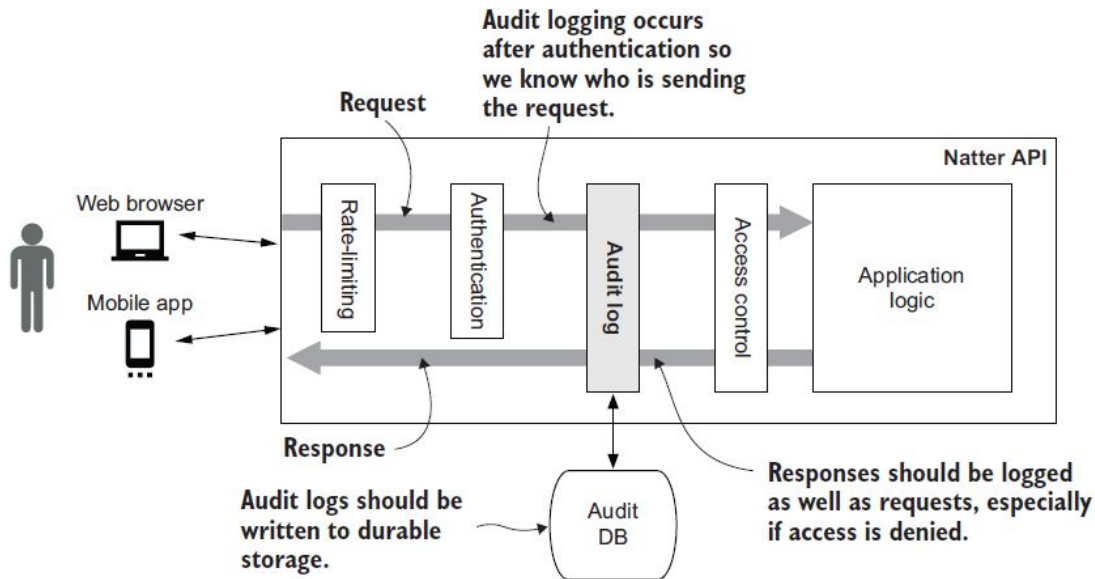 Audit logging occurs
after authentication so
we know who is sending
the request.
Request
Natter API
Web browser
Mobile app
Rate-limiting
Authentication
Audit log
Access control
Application
logic
Response
Audit logs should be
written to durable
storage.
Audit
DB
Responses should be logged
as well as requests, especially
if access is denied.